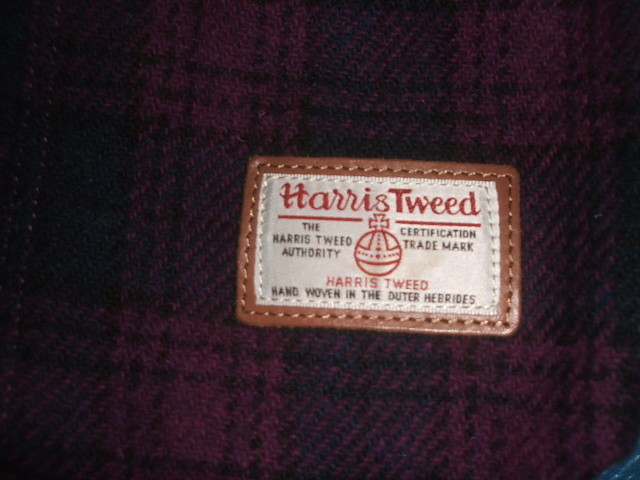 Harris Tweed
THE HARRIS TWEED AUTHORITY
CERTIFICATION TRADE MARK
HARRIS TWEED
HAND WOVEN IN THE OUTER HEBRIDES